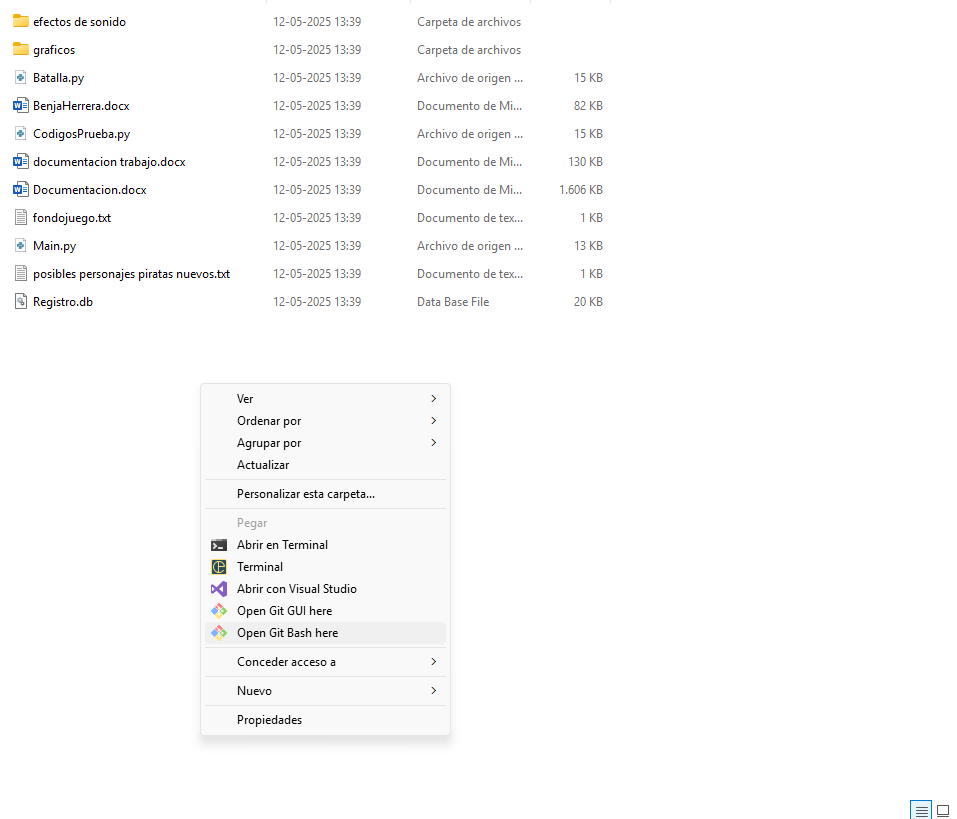 efectos de sonido 12-05-2025 13:39 Carpeta de archivos
graficos 12-05-2025 13:39 Carpeta de archivos
Batalla.py 12-05-2025 13:39 Archivo de origen ... 15 KB
BenjaHerrera.docx 12-05-2025 13:39 Documento de Mi... 82 KB
CodigosPrueba.py 12-05-2025 13:39 Archivo de origen ... 15 KB
documentacion trabajo.docx 12-05-2025 13:39 Documento de Mi... 130 KB
Documentacion.docx 12-05-2025 13:39 Documento de Mi... 1.606 KB
fondojuego.txt 12-05-2025 13:39 Documento de tex... 1 KB
Main.py 12-05-2025 13:39 Archivo de origen ... 13 KB
posibles personajes piratas nuevos.txt 12-05-2025 13:39 Documento de tex... 1 KB
Registro.db 12-05-2025 13:39 Data Base File 20 KB
Ver
Ordenar por
Agrupar por
Actualizar
Personalizar esta carpeta...
Pegar
Abrir en Terminal
Terminal
Abrir con Visual Studio
Open Git GUI here
Open Git Bash here
Conceder acceso a
Nuevo
Propiedades